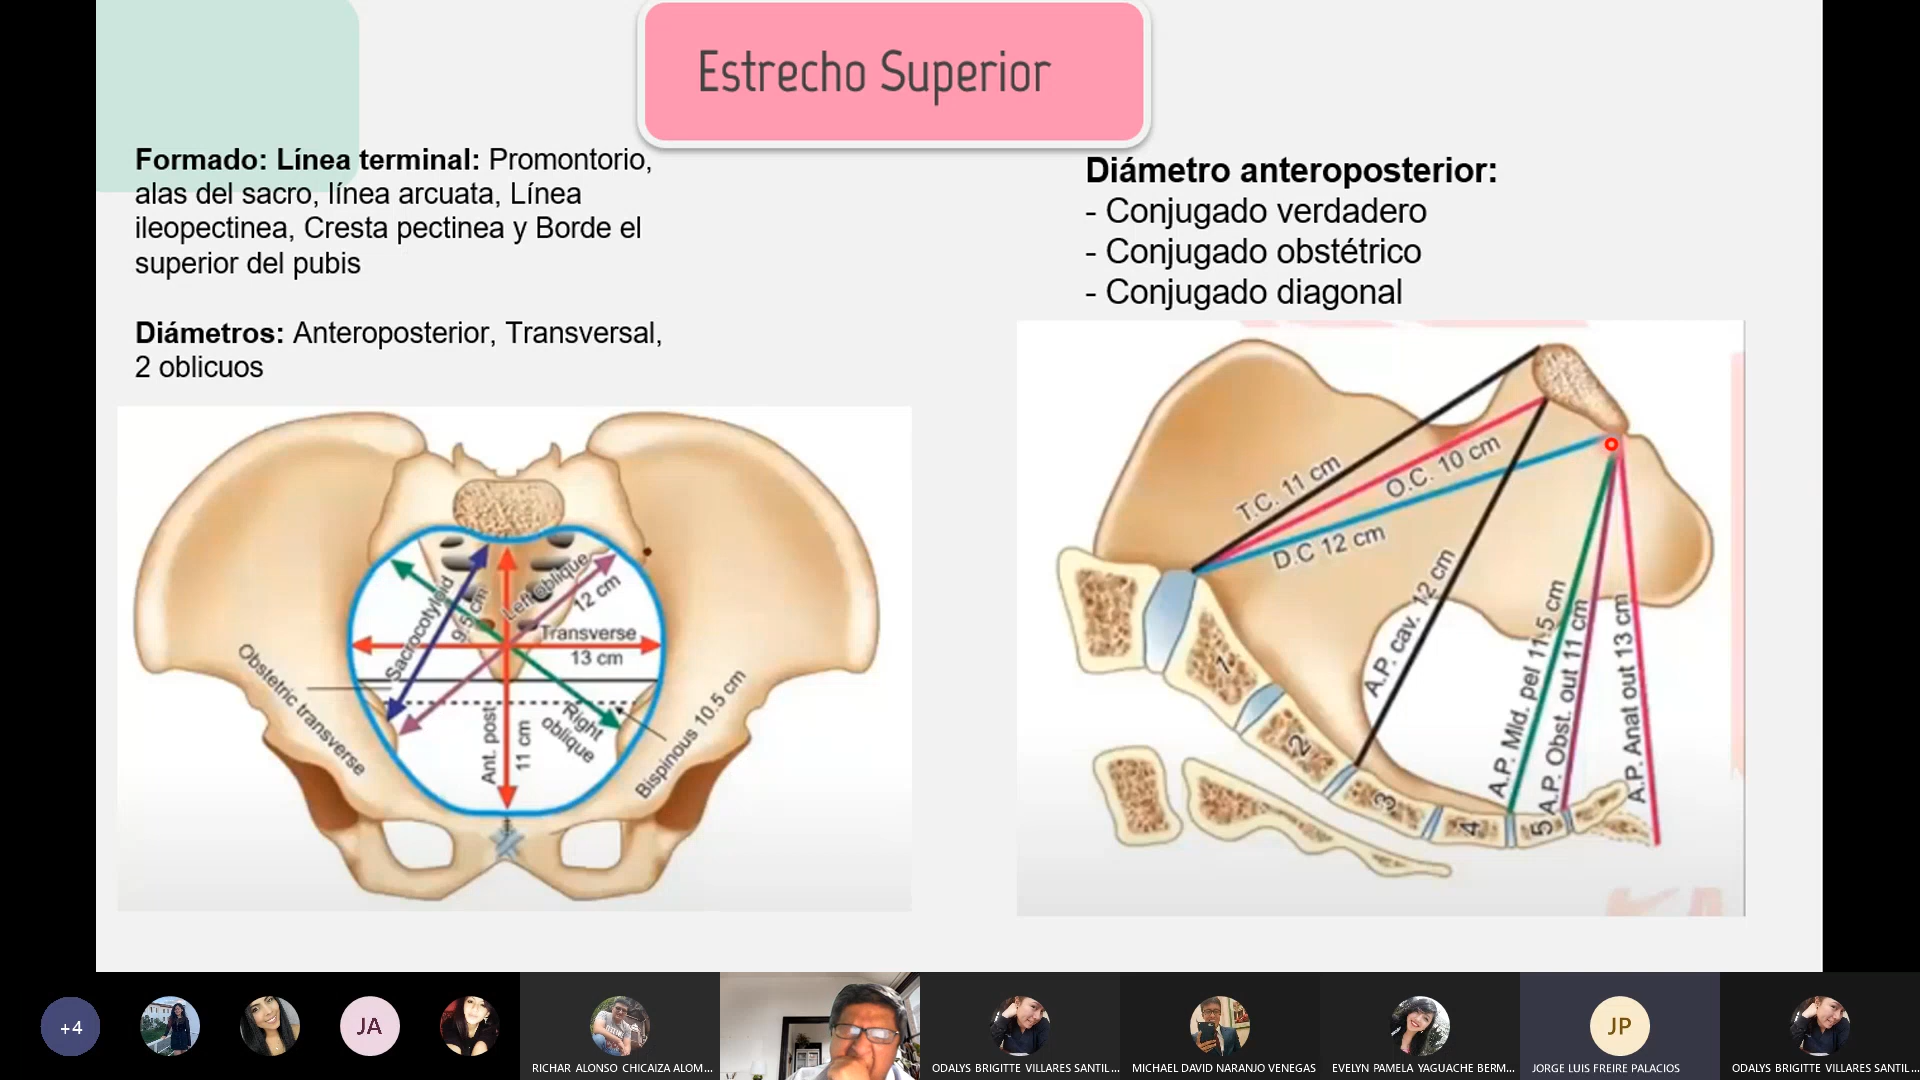 Estrecho Superior
Formado: Línea terminal: Promontorio,
alas del sacro, línea arcuata, Línea
ileopectinea, Cresta pectinea y Borde el
superior del pubis
Diámetros: Anteroposterior, Transversal,
2 oblicuos
Diámetro anteroposterior:
- Conjugado verdadero
- Conjugado obstétrico
- Conjugado diagonal
Sacrocotyloid
9.5 cm
Left oblique
12 cm
Transverse
13 cm
Obstetric transverse
Ant. post
11 cm
Right
oblique
Bispinous 10.5 cm
T.C. 11 cm
O.C. 10 cm
D.C 12 cm
A.P. cav. 12 cm
A.P. Mid. pel 11.5 cm
A.P. Obst. out 11 cm
A.P. Anat out 13 cm
1
2
3
4
5
+4
JA
RICHAR ALONSO CHICAIZA ALOM...
ODALYS BRIGITTE VILLARES SANTIL...
MICHAEL DAVID NARANJO VENEGAS
EVELYN PAMELA YAGUACHE BERM...
JP
JORGE LUIS FREIRE PALACIOS
ODALYS BRIGITTE VILLARES SANTIL...